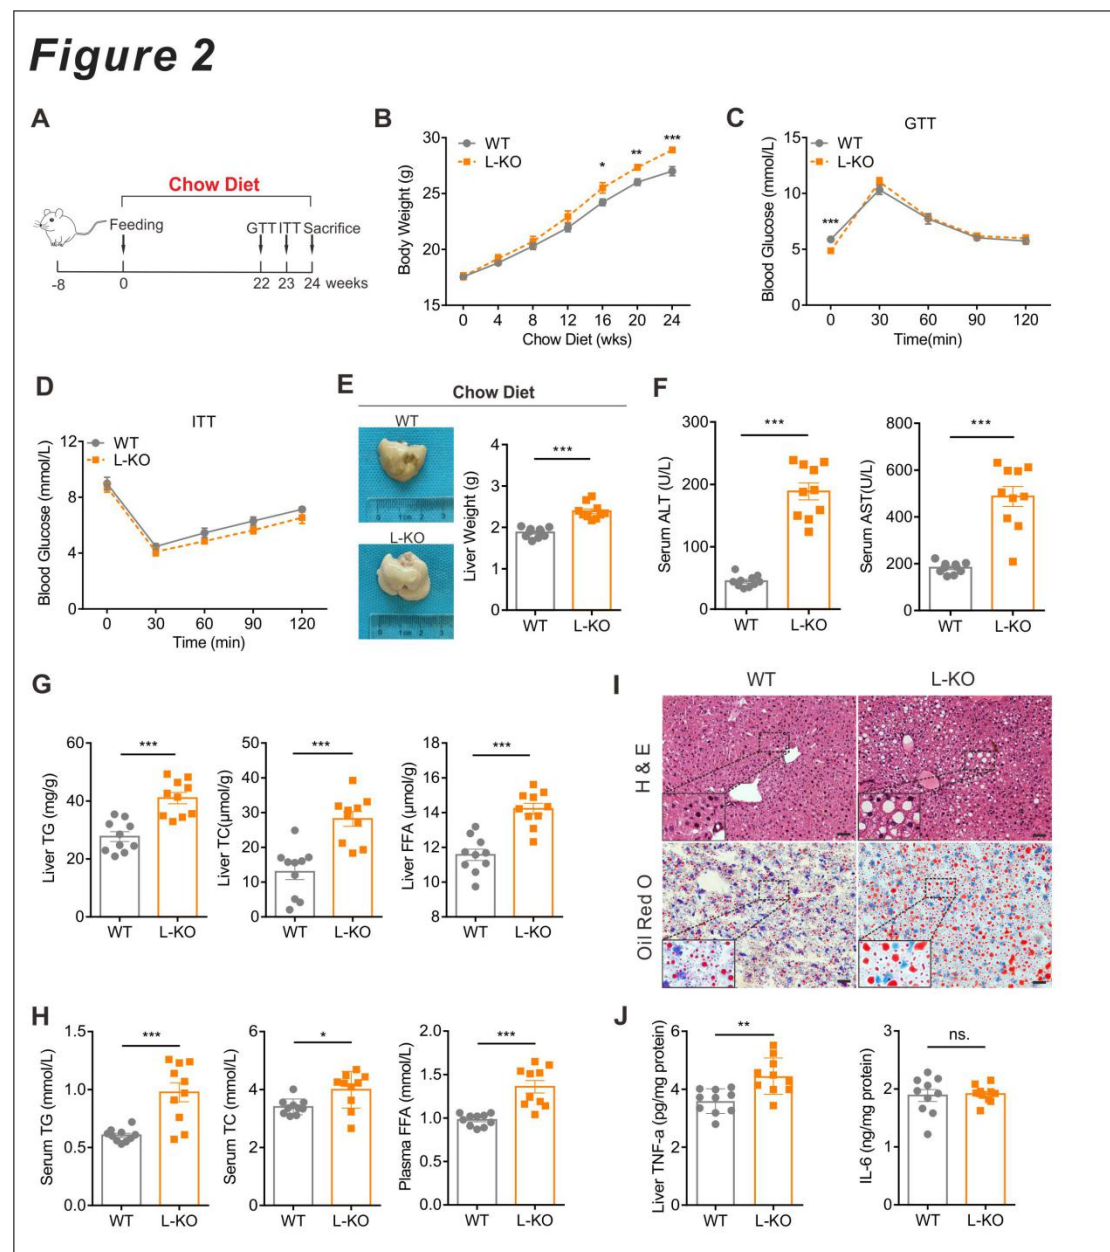 Figure 2
A
Chow Diet
Feeding
GTT ITT Sacrifice
-8 0 22 23 24 weeks
B
WT
L-KO
Body Weight (g)
30
25
20
15
* ** ***
0 4 8 12 16 20 24
Chow Diet (wks)
C
GTT
WT
L-KO
Blood Glucose (mmol/L)
15
10
5
0
***
0 30 60 90 120
Time(min)
D
ITT
WT
L-KO
Blood Glucose (mmol/L)
12
8
4
0
0 30 60 90 120
Time (min)
E
Chow Diet
WT
0 1cm 2 3
L-KO
0 1cm 2 3
Liver Weight (g)
4
3
2
1
0
***
WT L-KO
F
Serum ALT (U/L)
300
200
100
0
***
WT L-KO
Serum AST(U/L)
800
600
400
200
0
***
WT L-KO
G
Liver TG (mg/g)
60
40
20
0
***
WT L-KO
Liver TC(μmol/g)
50
40
30
20
10
0
***
WT L-KO
Liver FFA (μmol/g)
18
16
14
12
10
8
***
WT L-KO
H
Serum TG (mmol/L)
1.5
1.0
0.5
0.0
***
WT L-KO
Serum TC (mmol/L)
6
4
2
0
*
WT L-KO
Plasma FFA (mmol/L)
2.0
1.5
1.0
0.5
0.0
***
WT L-KO
I
WT L-KO
H & E
Oil Red O
J
Liver TNF-a (pg/mg protein)
6
4
2
0
**
WT L-KO
IL-6 (ng/mg protein)
3
2
1
0
ns.
WT L-KO